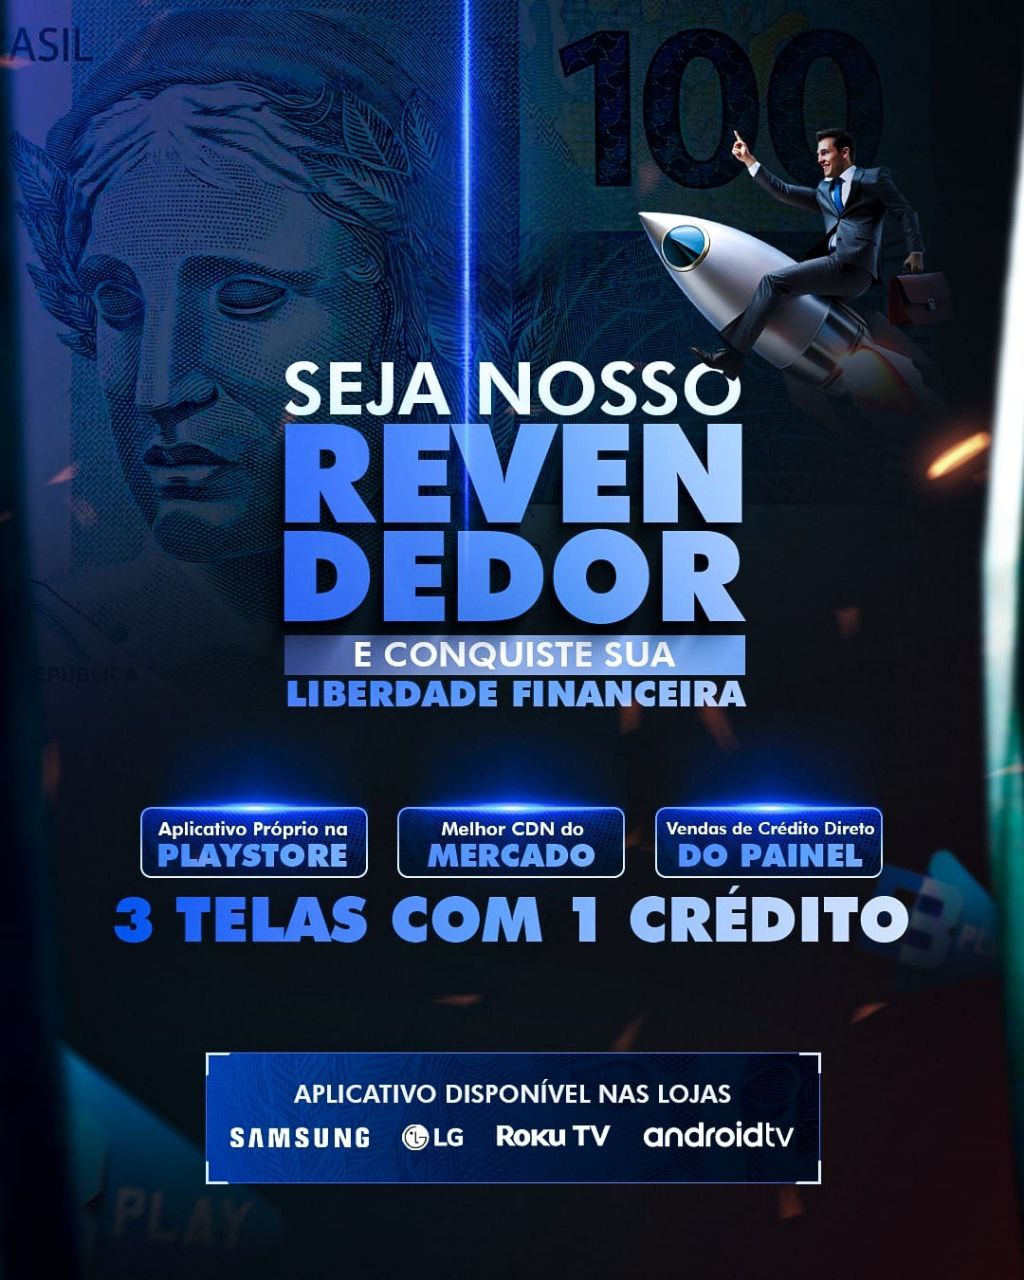 ASIL
100
SEJA NOSSO
REVEN
DEDOR
E CONQUISTE SUA
LIBERDADE FINANCEIRA
Aplicativo Próprio na
PLAYSTORE
Melhor CDN do
MERCADO
Vendas de Crédito Direto
DO PAINEL
3 TELAS COM 1 CRÉDITO
APLICATIVO DISPONÍVEL NAS LOJAS
SAMSUNG LG ROKU TV androidtv
PLAY